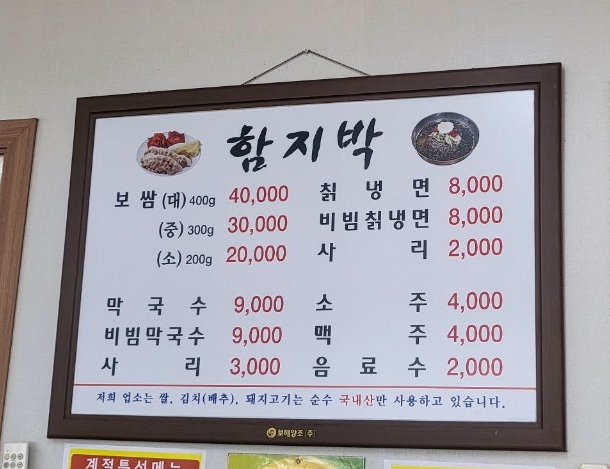 함지박
보쌈 (대) 400g 40,000
(중) 300g 30,000
(소) 200g 20,000
칡냉면 8,000
비빔칡냉면 8,000
사리 2,000
막국수 9,000
비빔막국수 9,000
사리 3,000
소주 4,000
맥주 4,000
음료수 2,000
저희 업소는 쌀, 김치(배추), 돼지고기는 순수 국내산만 사용하고 있습니다.
보해양조(주)
계절특선메뉴